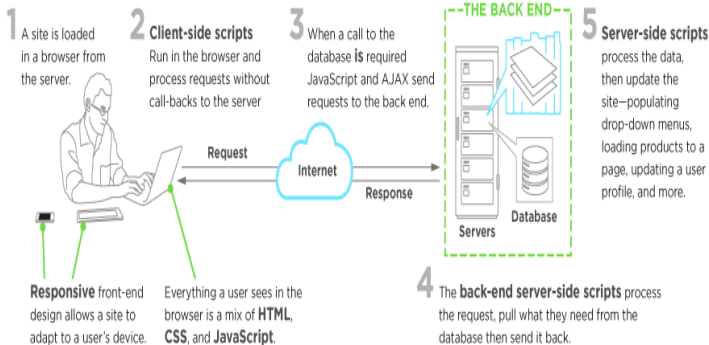 1 A site is loaded
in a browser from
the server.
2 Client-side scripts
Run in the browser and
process requests without
call-backs to the server
3 When a call to the
database is required
JavaScript and AJAX send
requests to the back end.
THE BACK END
5 Server-side scripts
process the data,
then update the
site—populating
drop-down menus,
loading products to a
page, updating a user
profile, and more.
Request
Internet
Response
Servers
Database
Responsive front-end
design allows a site to
adapt to a user's device.
Everything a user sees in the
browser is a mix of HTML,
CSS, and JavaScript.
4 The back-end server-side scripts process
the request, pull what they need from the
database then send it back.